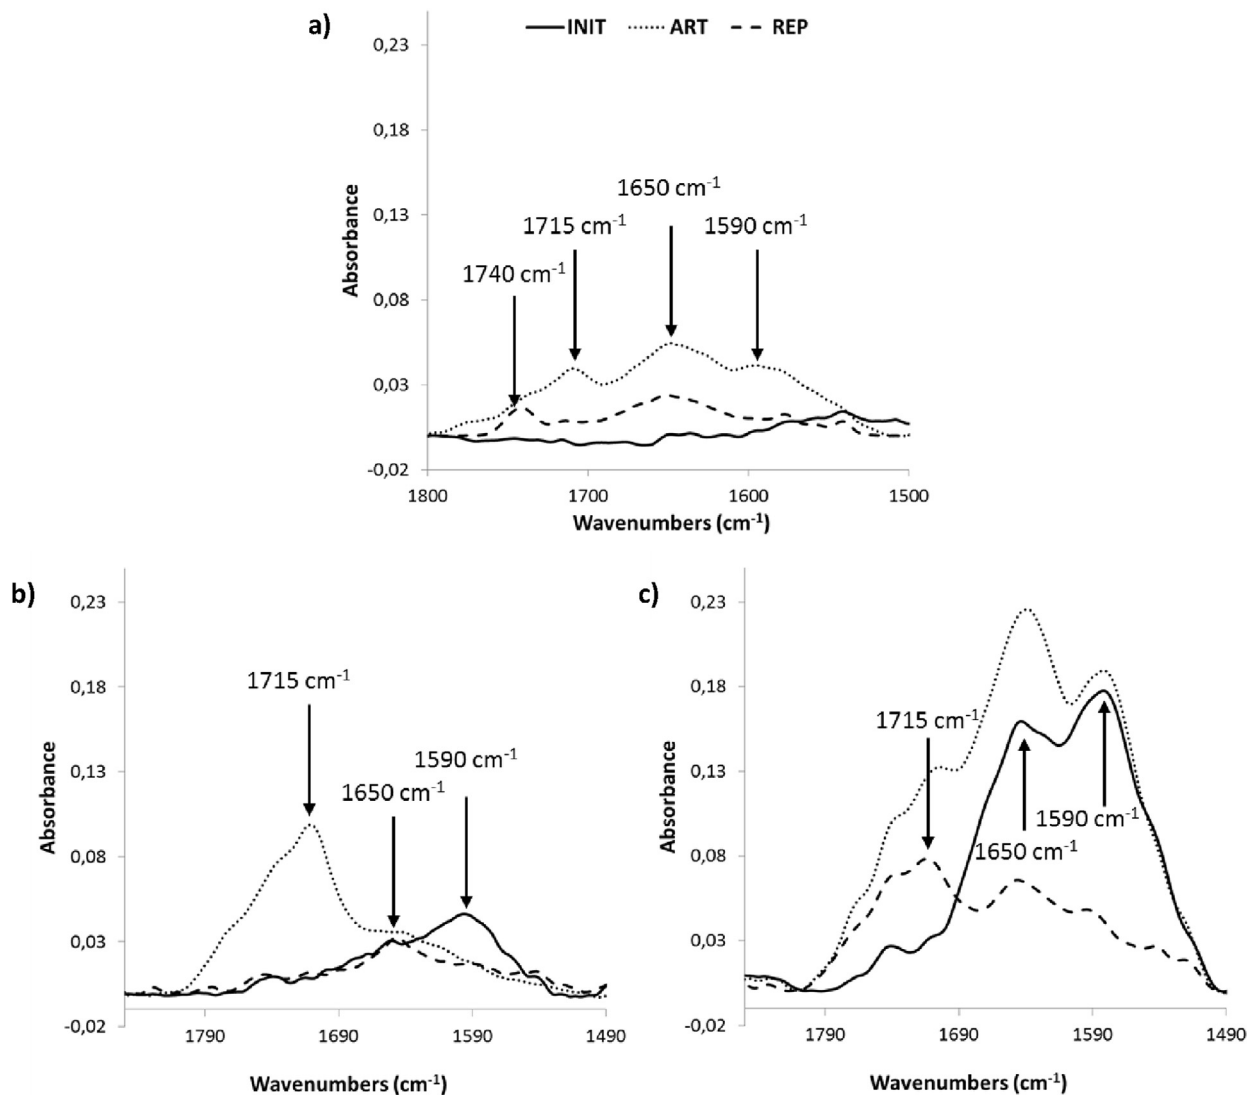 a)
INIT ART REP
0,23
0,18
0,13
0,08
0,03
-0,02
Absorbance
1740 cm-1
1715 cm-1
1650 cm-1
1590 cm-1
1800 1700 1600 1500
Wavenumbers (cm-1)
b)
0,23
0,18
0,13
0,08
0,03
-0,02
Absorbance
1715 cm-1
1650 cm-1
1590 cm-1
1790 1690 1590 1490
Wavenumbers (cm-1)
c)
0,23
0,18
0,13
0,08
0,03
-0,02
Absorbance
1715 cm-1
1590 cm-1
1650 cm-1
1790 1690 1590 1490
Wavenumbers (cm-1)